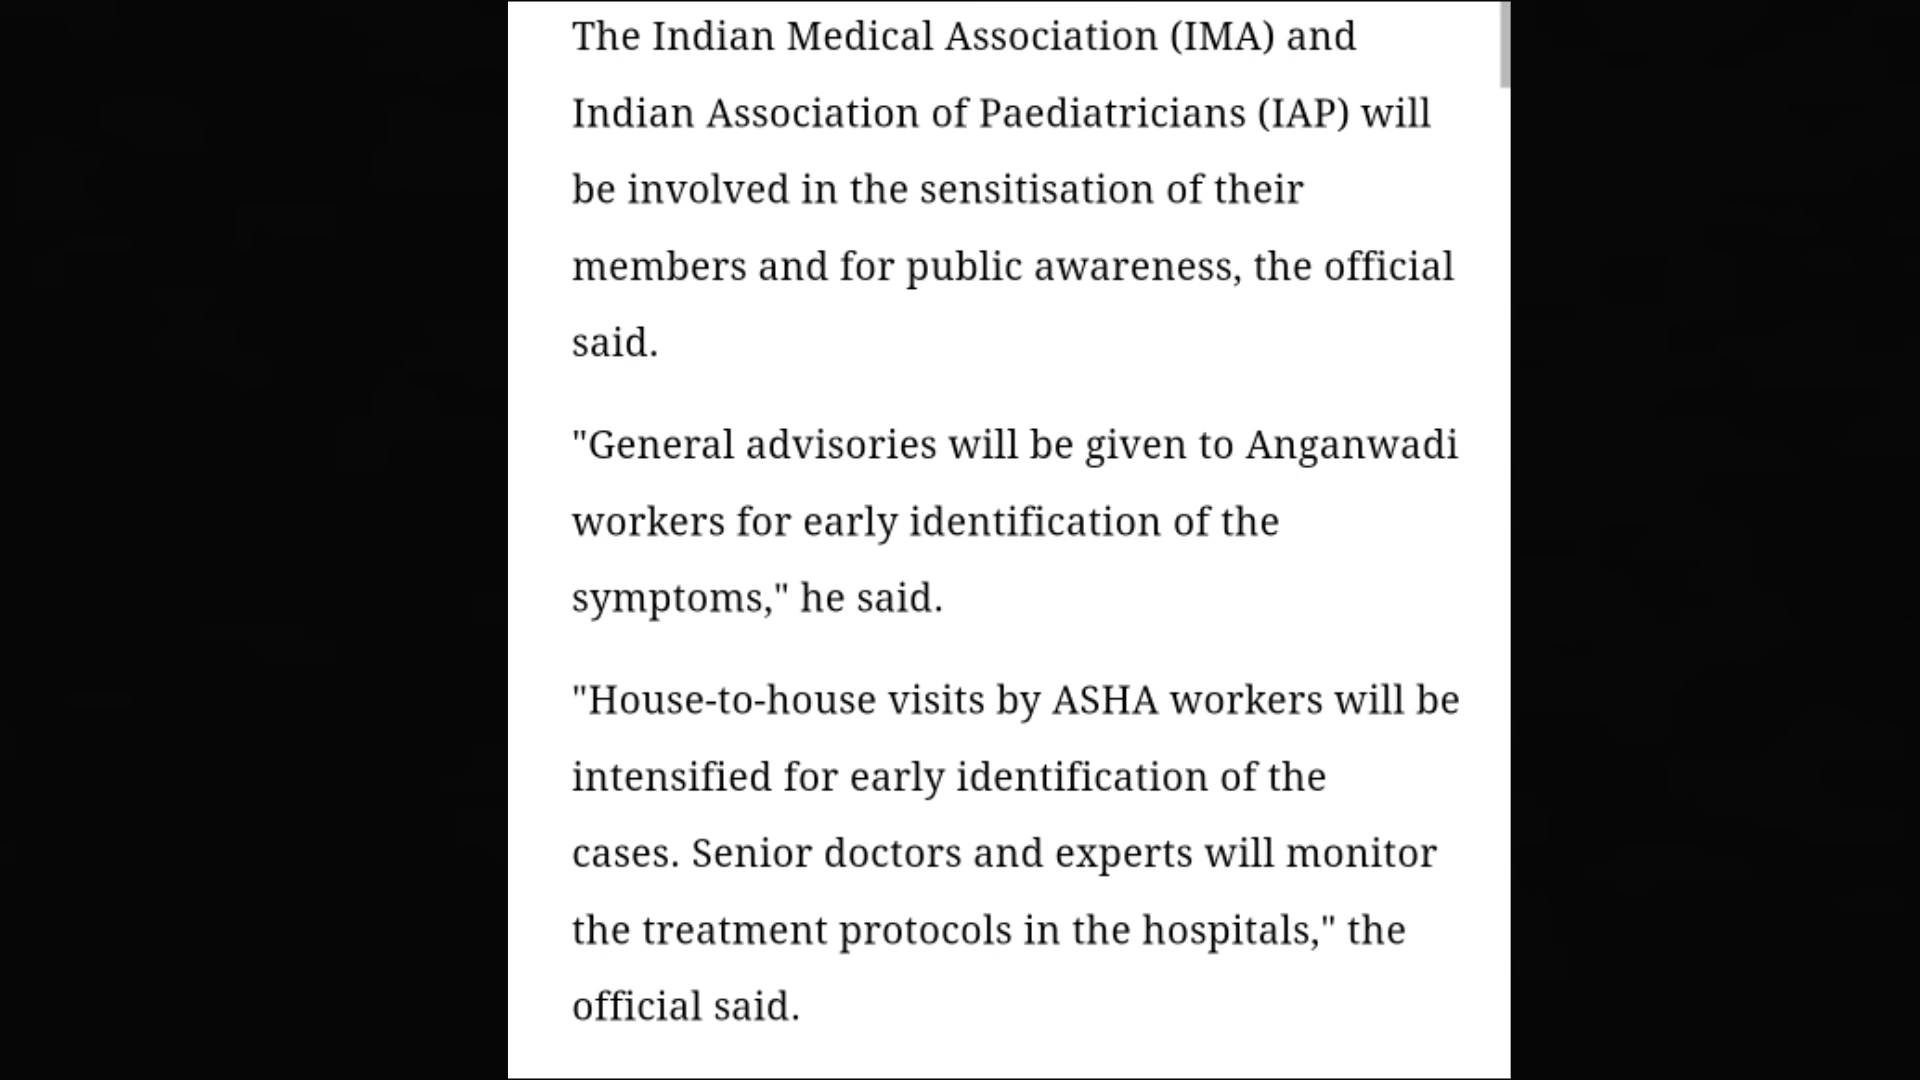 The Indian Medical Association (IMA) and
Indian Association of Paediatricians (IAP) will
be involved in the sensitisation of their
members and for public awareness, the official
said.
"General advisories will be given to Anganwadi
workers for early identification of the
symptoms," he said.
"House-to-house visits by ASHA workers will be
intensified for early identification of the
cases. Senior doctors and experts will monitor
the treatment protocols in the hospitals," the
official said.